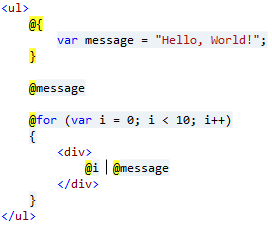 <ul>
@{
var message = "Hello, World!";
}
@message
@for (var i = 0; i < 10; i++)
{
<div>
@i | @message
</div>
}
</ul>